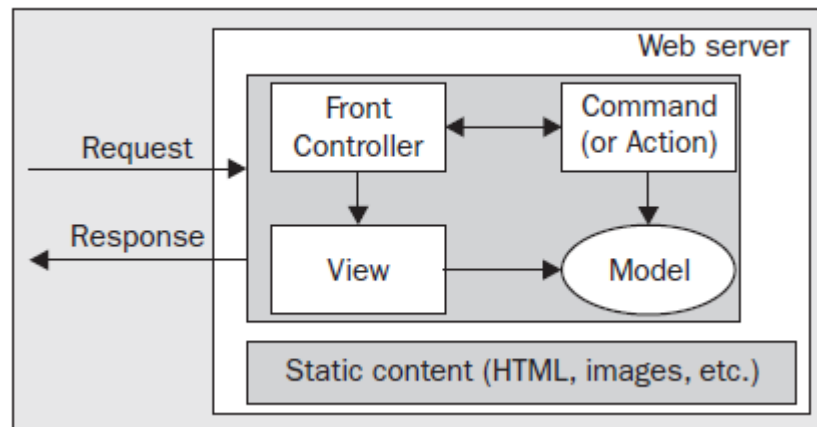 Web server
Front
Controller
Command
(or Action)
Request
Response
View
Model
Static content (HTML, images, etc.)